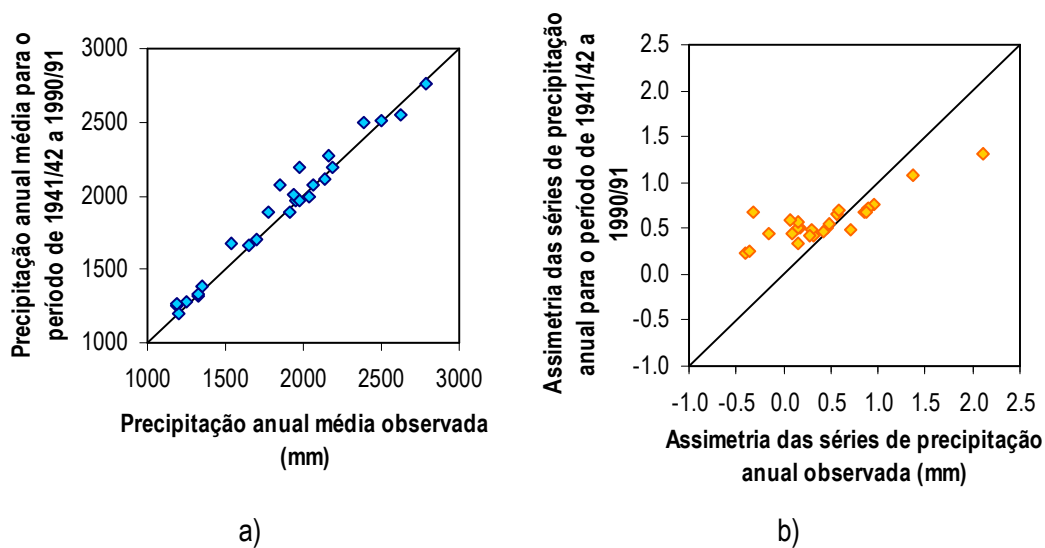 Precipitação anual média para o
período de 1941/42 a 1990/91
3000
2500
2000
1500
1000
1000 1500 2000 2500 3000
Precipitação anual média observada
(mm)
a)
Assimetria das séries de precipitação
anual para o período de 1941/42 a
1990/91
2.5
2.0
1.5
1.0
0.5
0.0
-0.5
-1.0
-1.0 -0.5 0.0 0.5 1.0 1.5 2.0 2.5
Assimetria das séries de precipitação
anual observada (mm)
b)